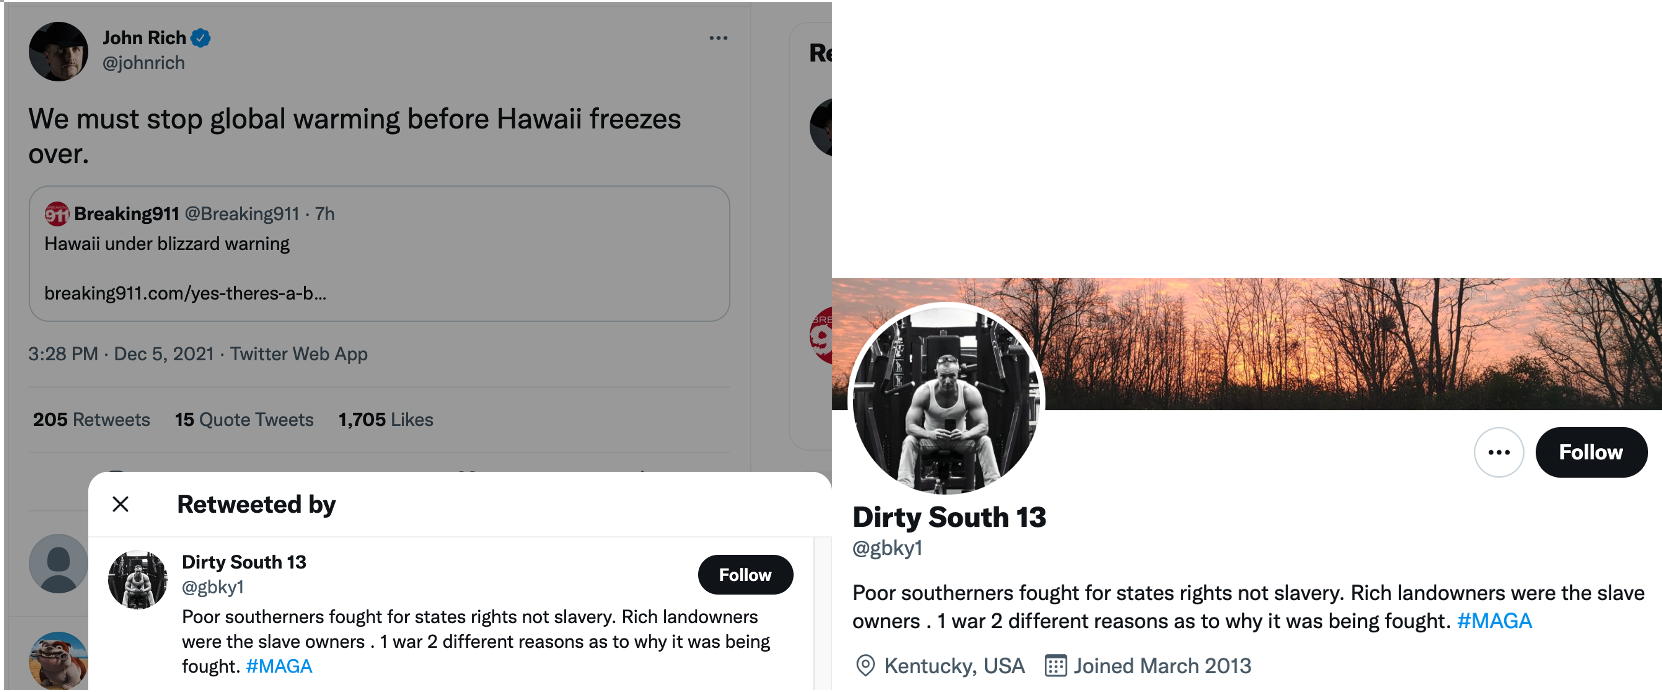 John Rich
@johnrich
We must stop global warming before Hawaii freezes
over.
911 Breaking911 @Breaking911 · 7h
Hawaii under blizzard warning
breaking911.com/yes-theres-a-b...
3:28 PM · Dec 5, 2021 · Twitter Web App
205 Retweets 15 Quote Tweets 1,705 Likes
Re
BRE
9
Retweeted by
Dirty South 13
@gbky1
Follow
Poor southerners fought for states rights not slavery. Rich landowners
were the slave owners . 1 war 2 different reasons as to why it was being
fought. #MAGA
Follow
Dirty South 13
@gbky1
Poor southerners fought for states rights not slavery. Rich landowners were the slave
owners . 1 war 2 different reasons as to why it was being fought. #MAGA
Kentucky, USA Joined March 2013